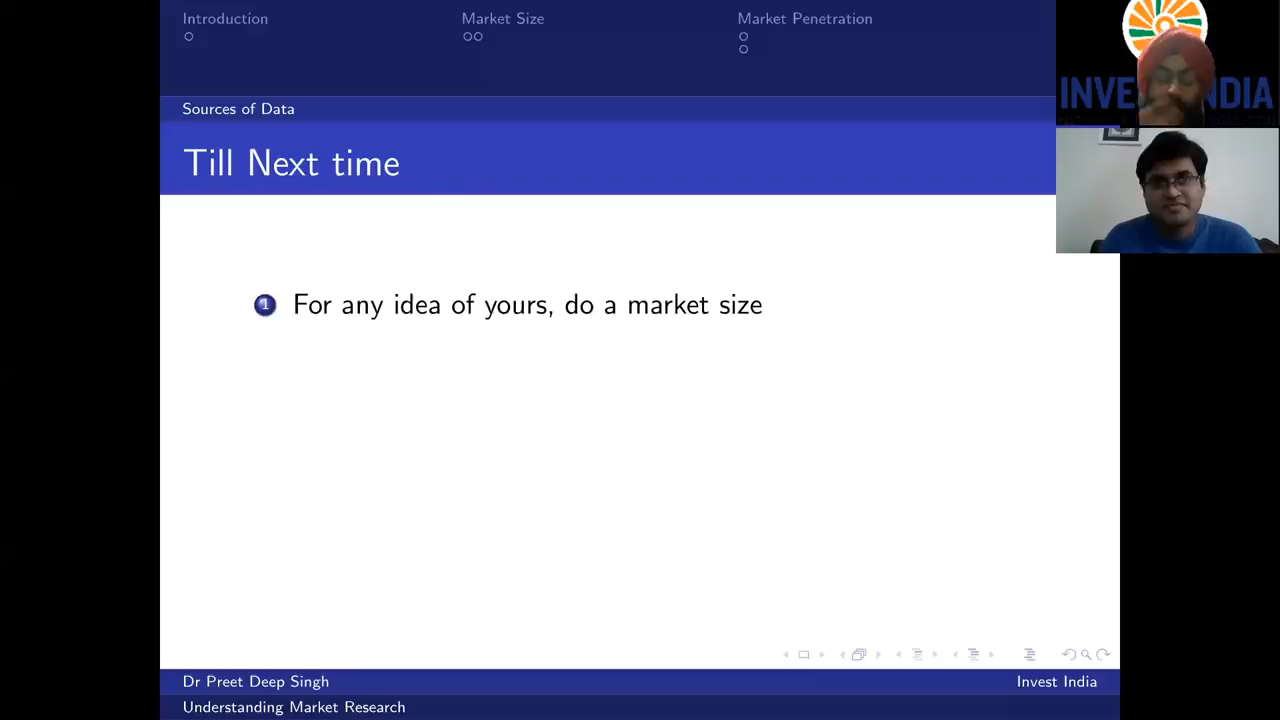 Introduction
Market Size
Market Penetration
Sources of Data
Till Next time
1 For any idea of yours, do a market size
Dr Preet Deep Singh
Invest India
Understanding Market Research